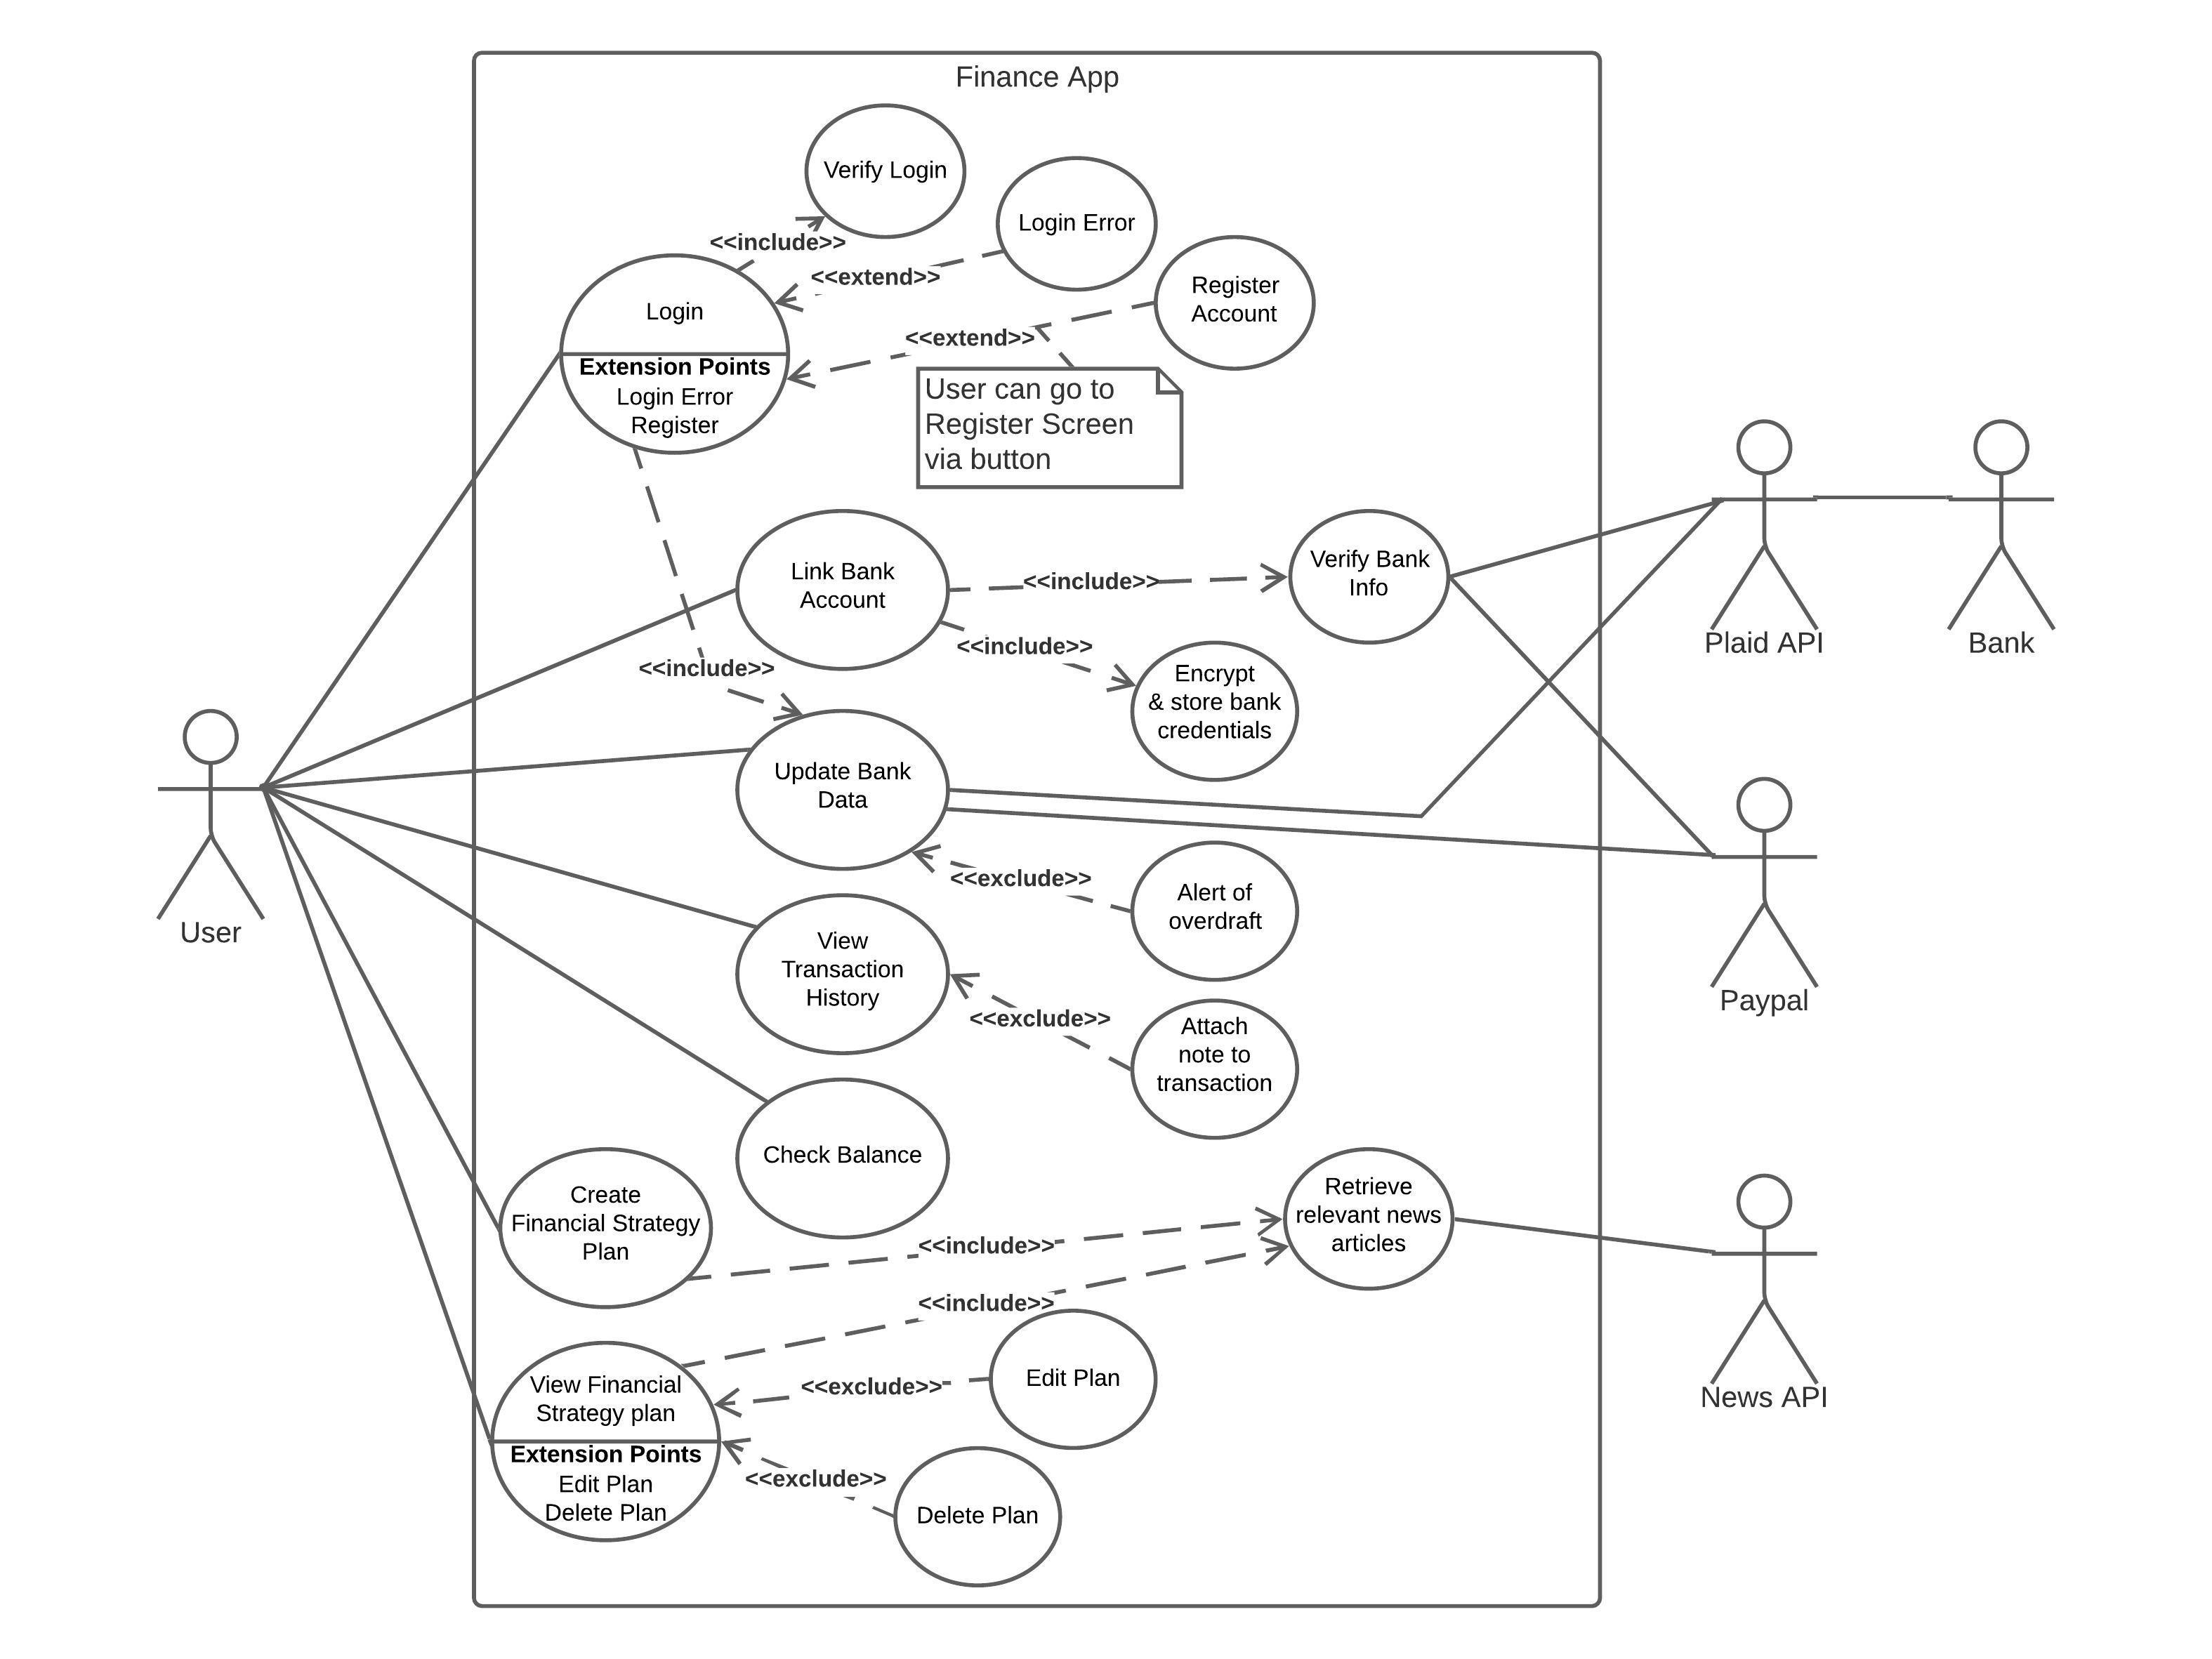 Finance App
Verify Login
Login Error
<<include>>
<<extend>>
Register
Account
Login
<<extend>>
Extension Points
Login Error
Register
User can go to
Register Screen
via button
Link Bank
Account
<<include>>
Verify Bank
Info
Plaid API
Bank
<<include>>
<<include>>
Encrypt
& store bank
credentials
Update Bank
Data
<<exclude>>
Alert of
overdraft
User
View
Transaction
History
Paypal
<<exclude>>
Attach
note to
transaction
Check Balance
Create
Financial Strategy
Plan
Retrieve
relevant news
articles
<<include>>
<<include>>
View Financial
Strategy plan
<<exclude>>
Edit Plan
News API
Extension Points
Edit Plan
Delete Plan
<<exclude>>
Delete Plan